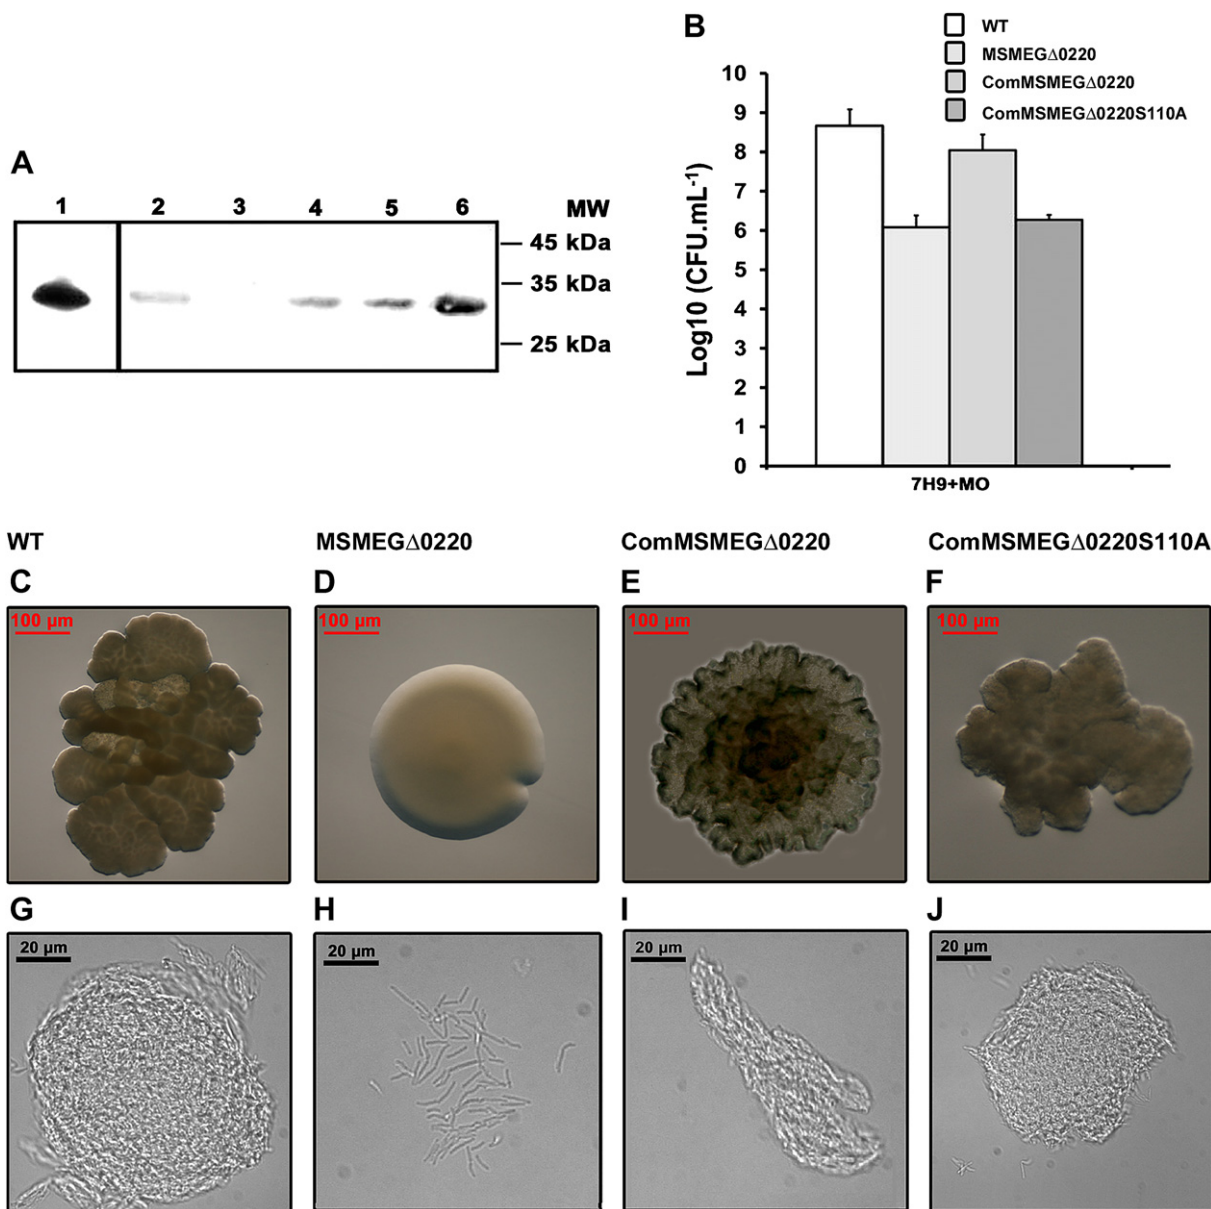 A
1 2 3 4 5 6 MW
45 kDa
35 kDa
25 kDa
B
WT
MSMEGΔ0220
ComMSMEGΔ0220
ComMSMEGΔ0220S110A
Log10 (CFU.mL-1)
10
9
8
7
6
5
4
3
2
1
0
7H9+MO
WT MSMEGΔ0220 ComMSMEGΔ0220 ComMSMEGΔ0220S110A
C D E F
100 µm 100 µm 100 µm 100 µm
G H I J
20 µm 20 µm 20 µm 20 µm